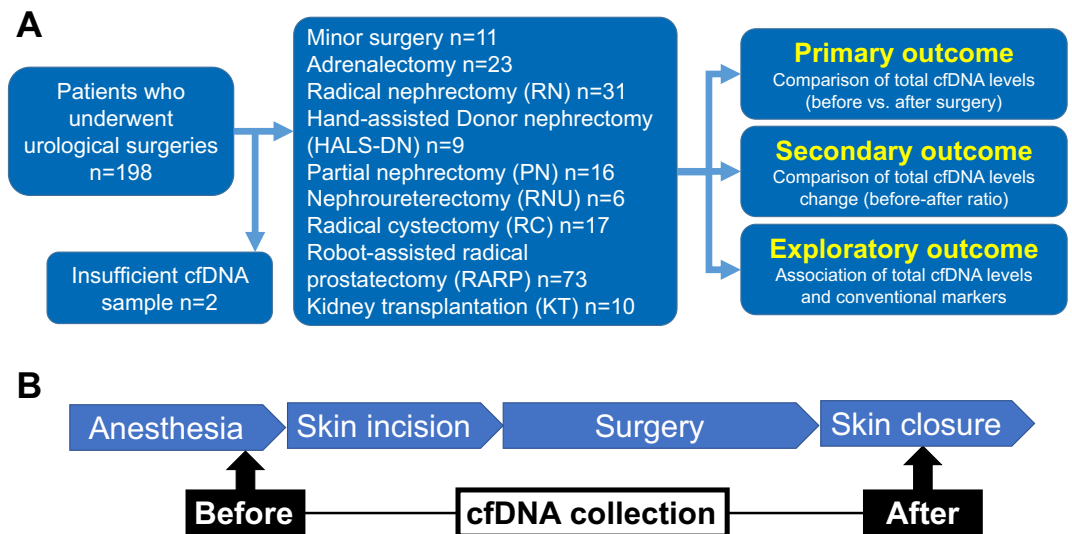 A
Patients who
underwent
urological surgeries
n=198
Insufficient cfDNA
sample n=2
Minor surgery n=11
Adrenalectomy n=23
Radical nephrectomy (RN) n=31
Hand-assisted Donor nephrectomy
(HALS-DN) n=9
Partial nephrectomy (PN) n=16
Nephroureterectomy (RNU) n=6
Radical cystectomy (RC) n=17
Robot-assisted radical
prostatectomy (RARP) n=73
Kidney transplantation (KT) n=10
Primary outcome
Comparison of total cfDNA levels
(before vs. after surgery)
Secondary outcome
Comparison of total cfDNA levels
change (before-after ratio)
Exploratory outcome
Association of total cfDNA levels
and conventional markers
B
Anesthesia
Skin incision
Surgery
Skin closure
Before
cfDNA collection
After